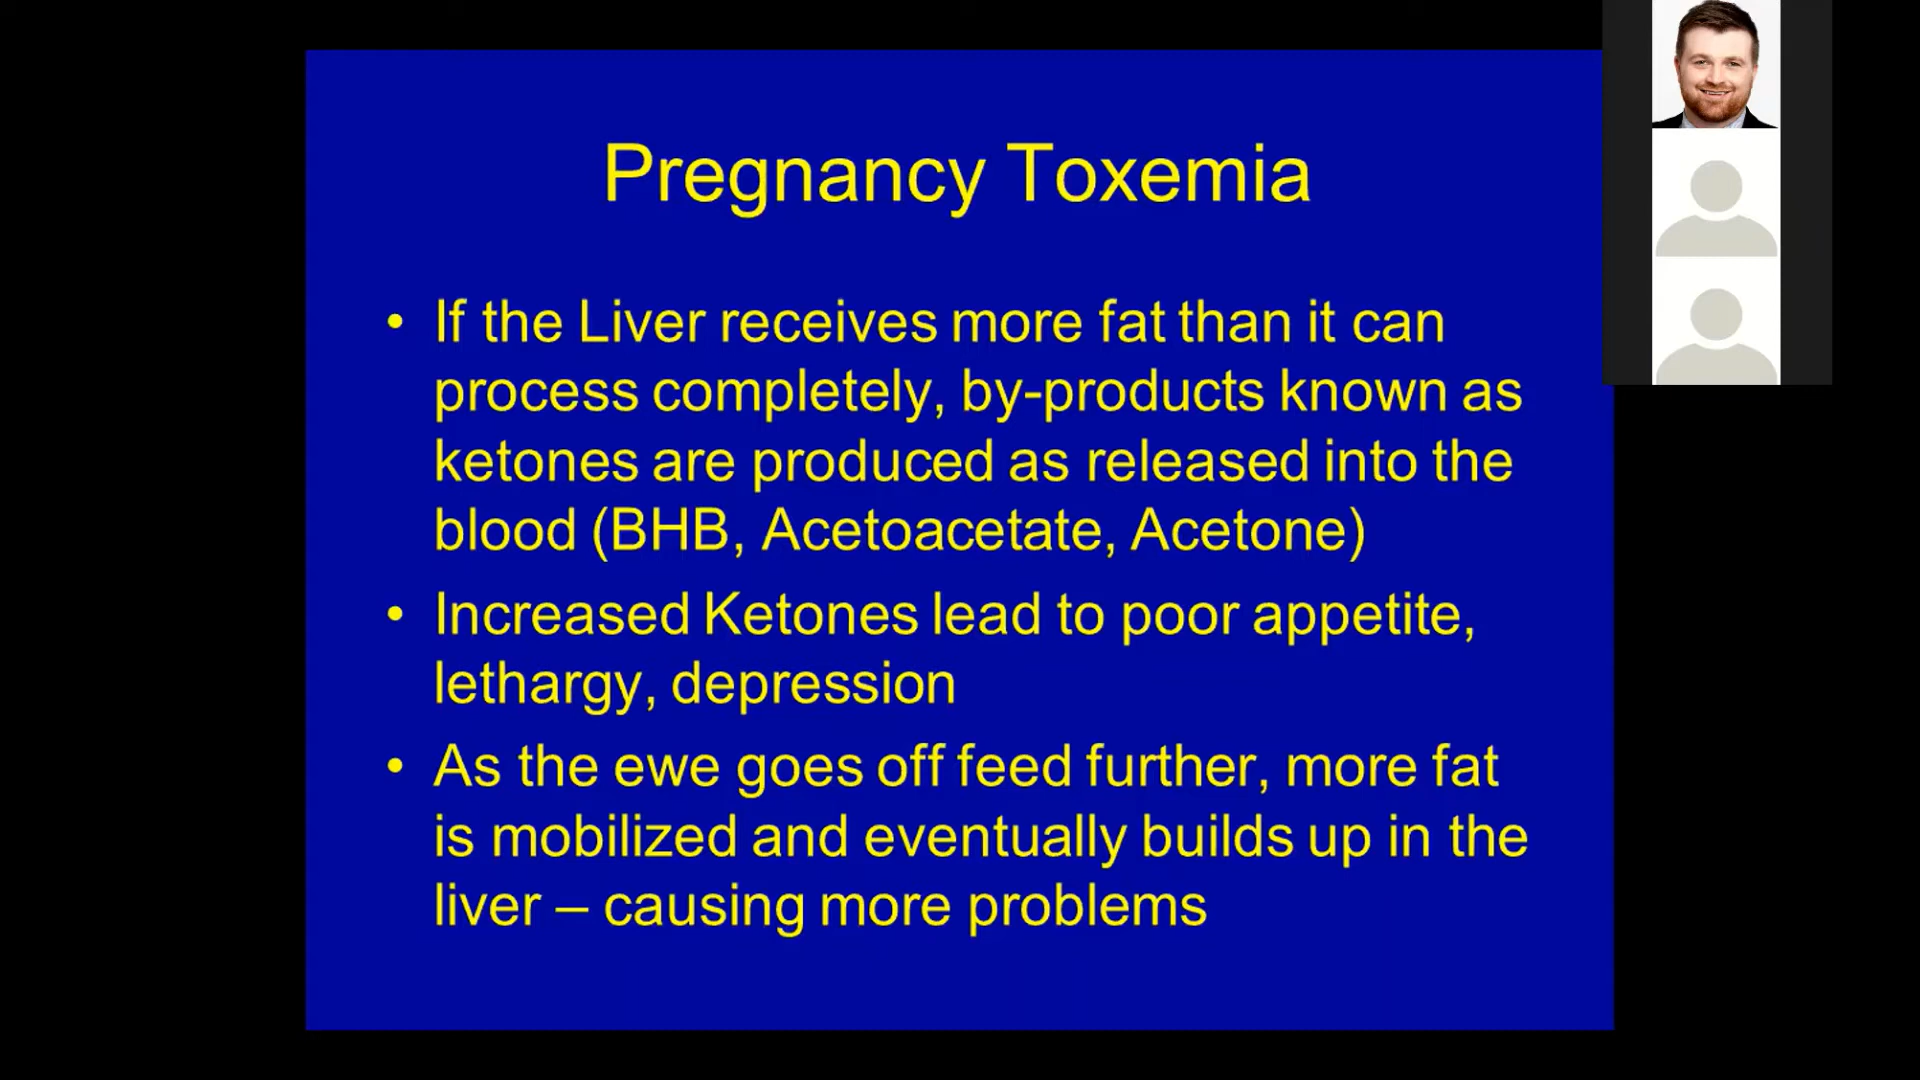 Pregnancy Toxemia
• If the Liver receives more fat than it can
process completely, by-products known as
ketones are produced as released into the
blood (BHB, Acetoacetate, Acetone)
• Increased Ketones lead to poor appetite,
lethargy, depression
• As the ewe goes off feed further, more fat
is mobilized and eventually builds up in the
liver – causing more problems